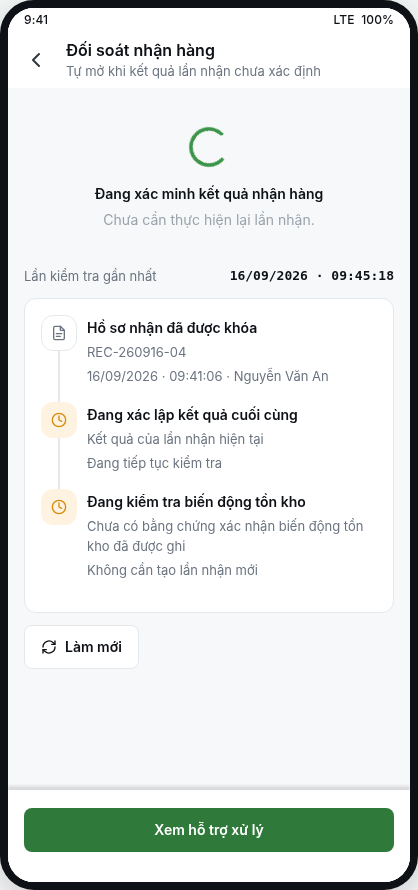 9:41 LTE 100%
Đối soát nhận hàng
Tự mở khi kết quả lần nhận chưa xác định
Đang xác minh kết quả nhận hàng
Chưa cần thực hiện lại lần nhận.
Lần kiểm tra gần nhất 16/09/2026 · 09:45:18
Hồ sơ nhận đã được khóa
REC-260916-04
16/09/2026 · 09:41:06 · Nguyễn Văn An
Đang xác lập kết quả cuối cùng
Kết quả của lần nhận hiện tại
Đang tiếp tục kiểm tra
Đang kiểm tra biến động tồn kho
Chưa có bằng chứng xác nhận biến động tồn
kho đã được ghi
Không cần tạo lần nhận mới
Làm mới
Xem hỗ trợ xử lý